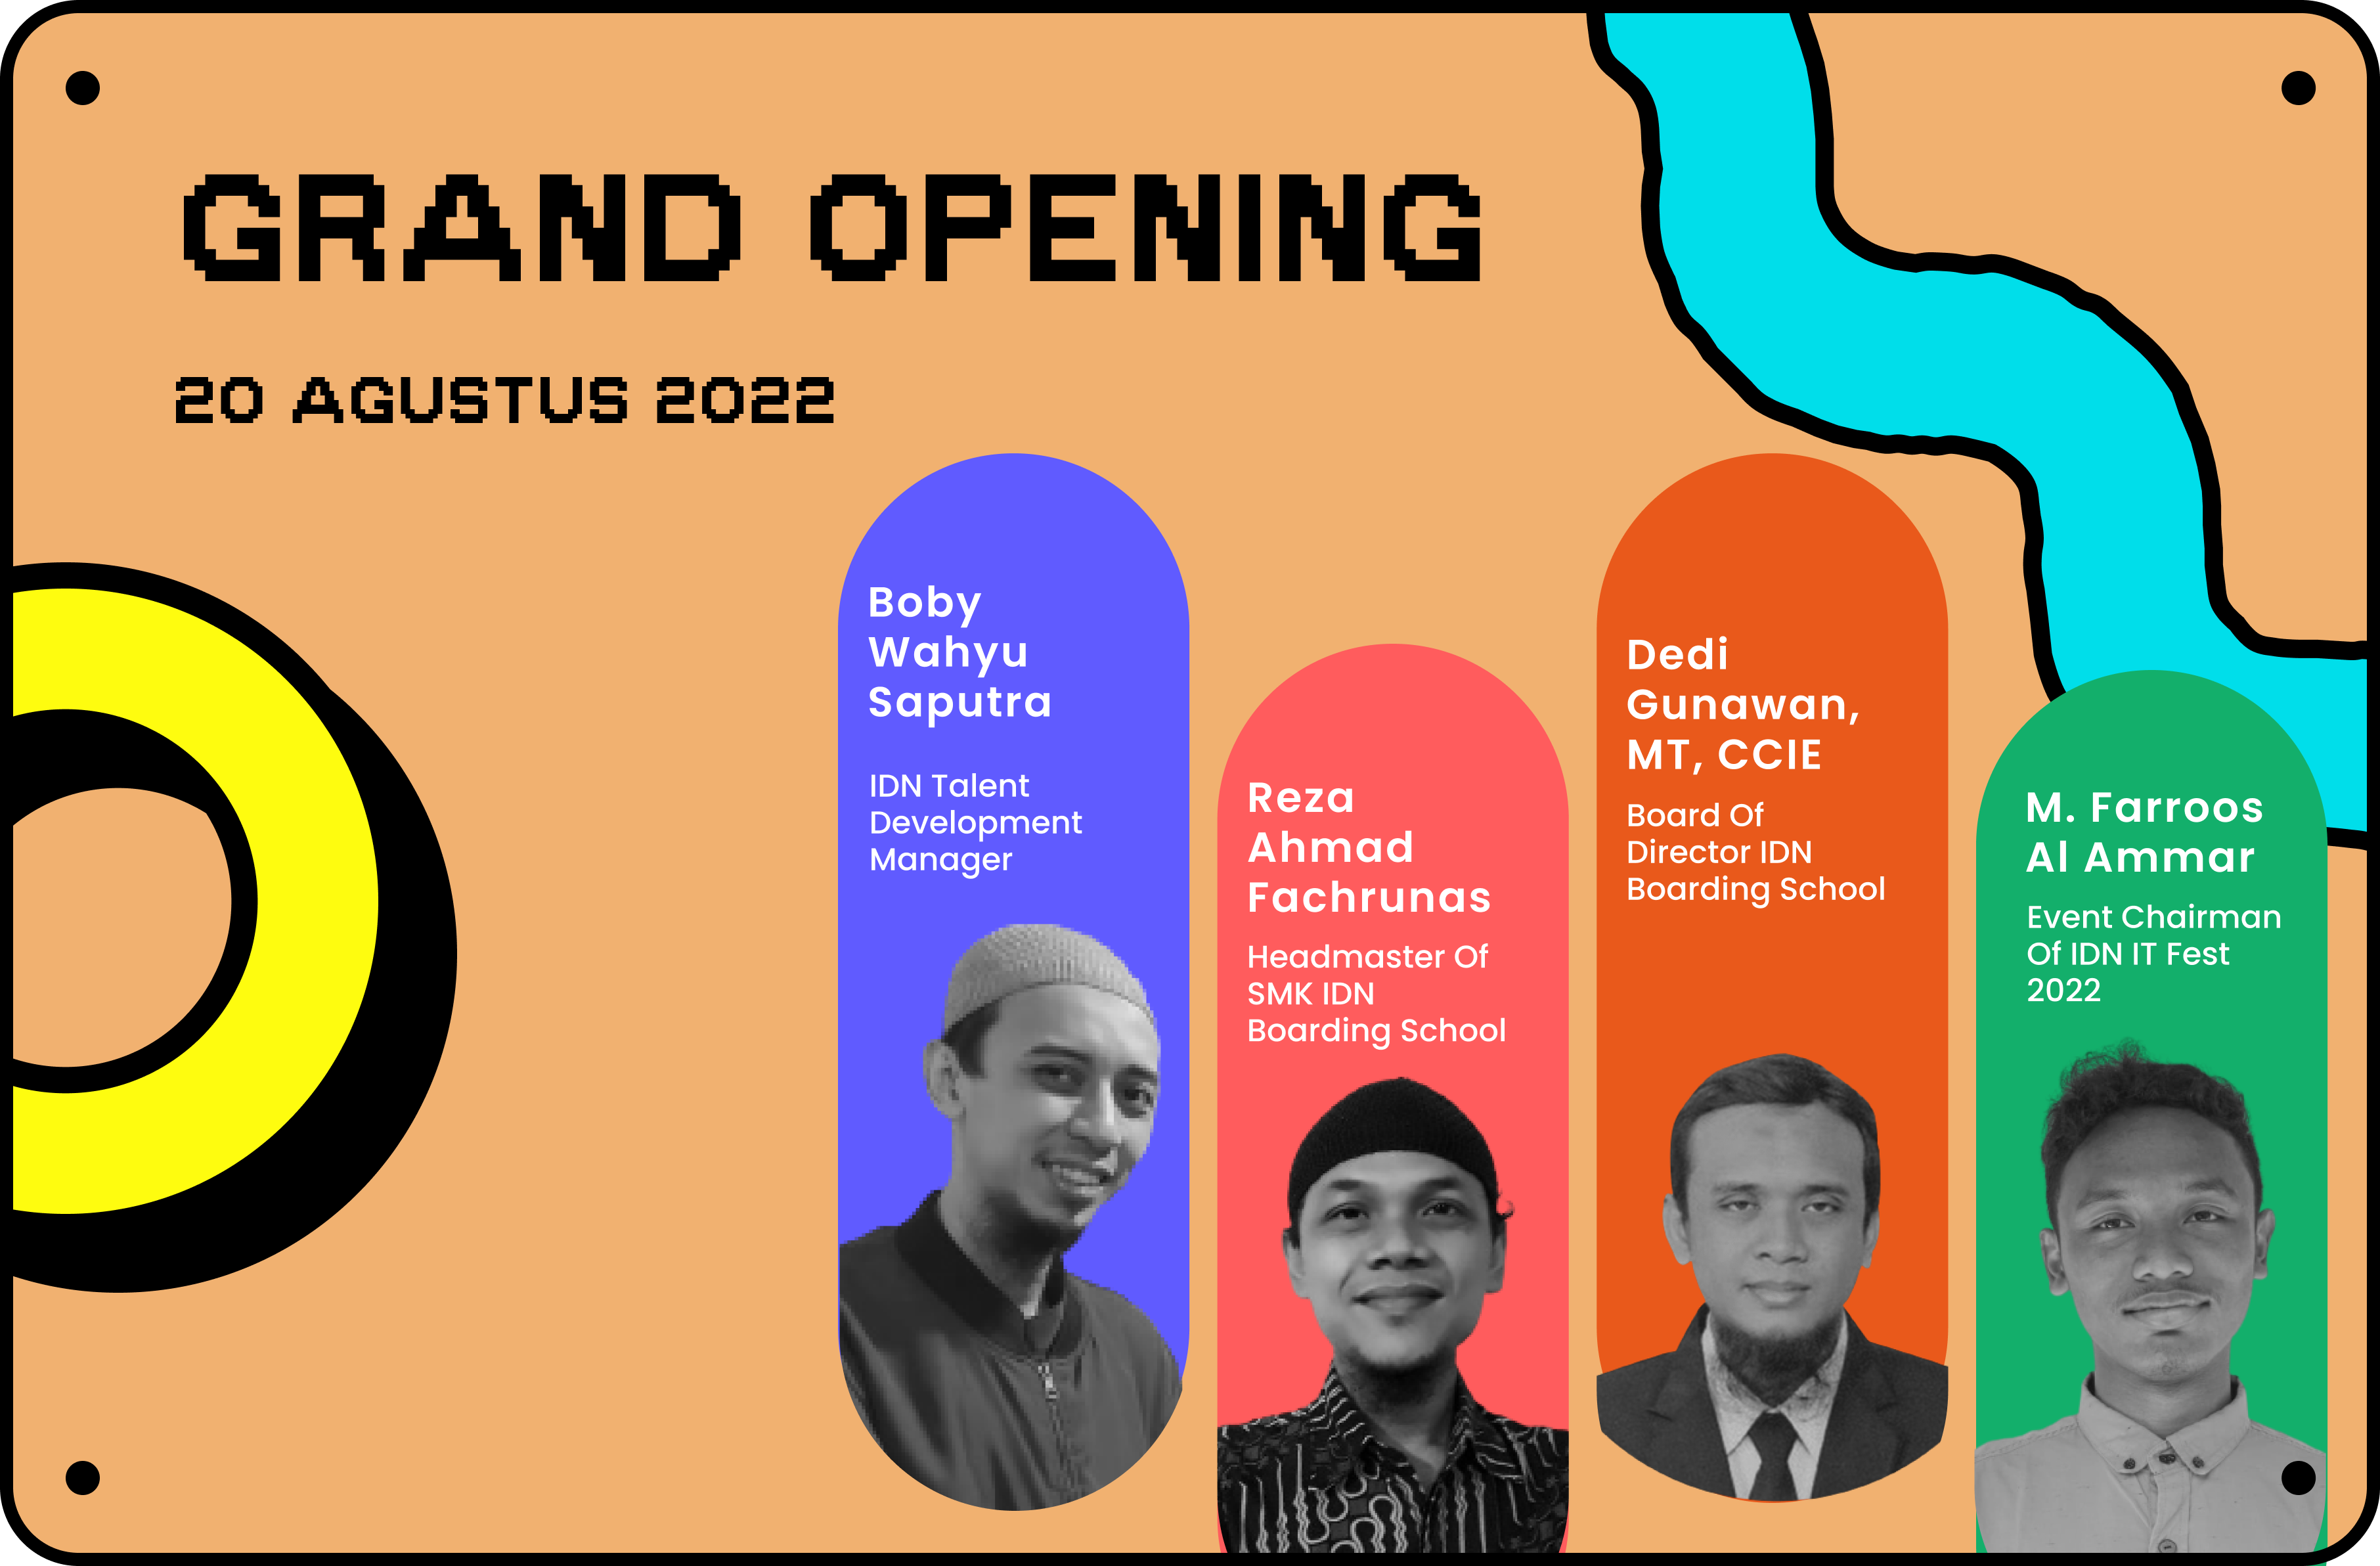 GRAND OPENING
20 AGUSTUS 2022
Boby
Wahyu
Saputra
IDN Talent
Development
Manager
Reza
Ahmad
Fachrunas
Headmaster Of
SMK IDN
Boarding School
Dedi
Gunawan,
MT, CCIE
Board Of
Director IDN
Boarding School
M. Farroos
Al Ammar
Event Chairman
Of IDN IT Fest
2022